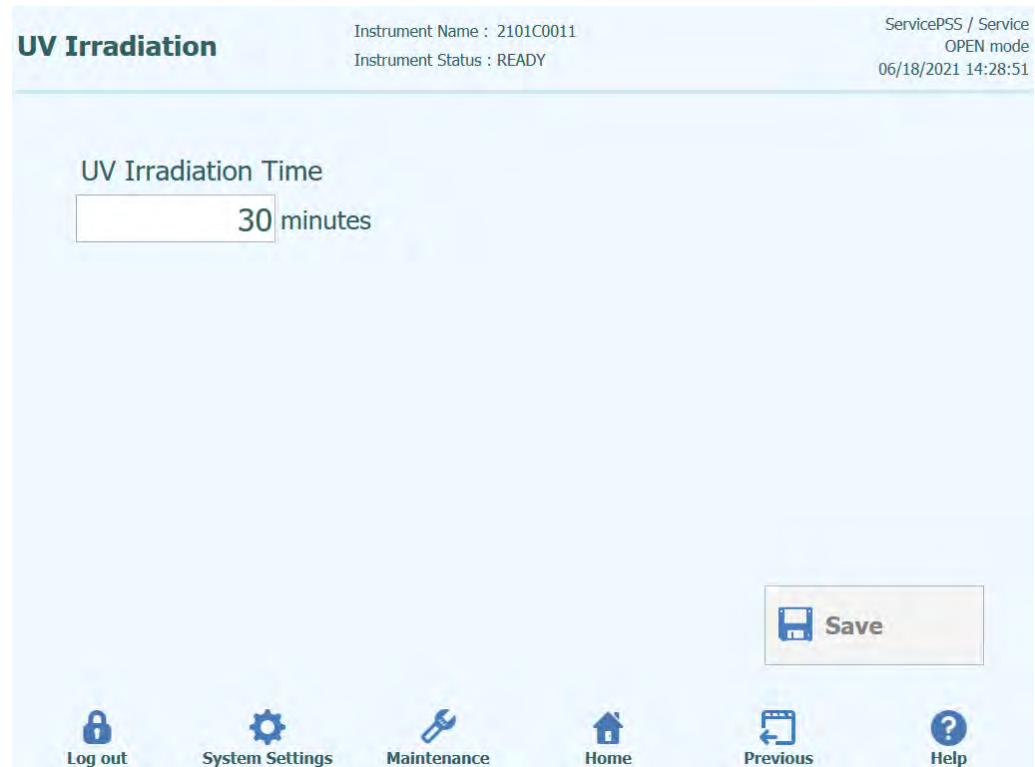 UV Irradiation
Instrument Name : 2101C0011
Instrument Status : READY
ServicePSS / Service
OPEN mode
06/18/2021 14:28:51
UV Irradiation Time
30 minutes
Save
Log out
System Settings
Maintenance
Home
Previous
Help